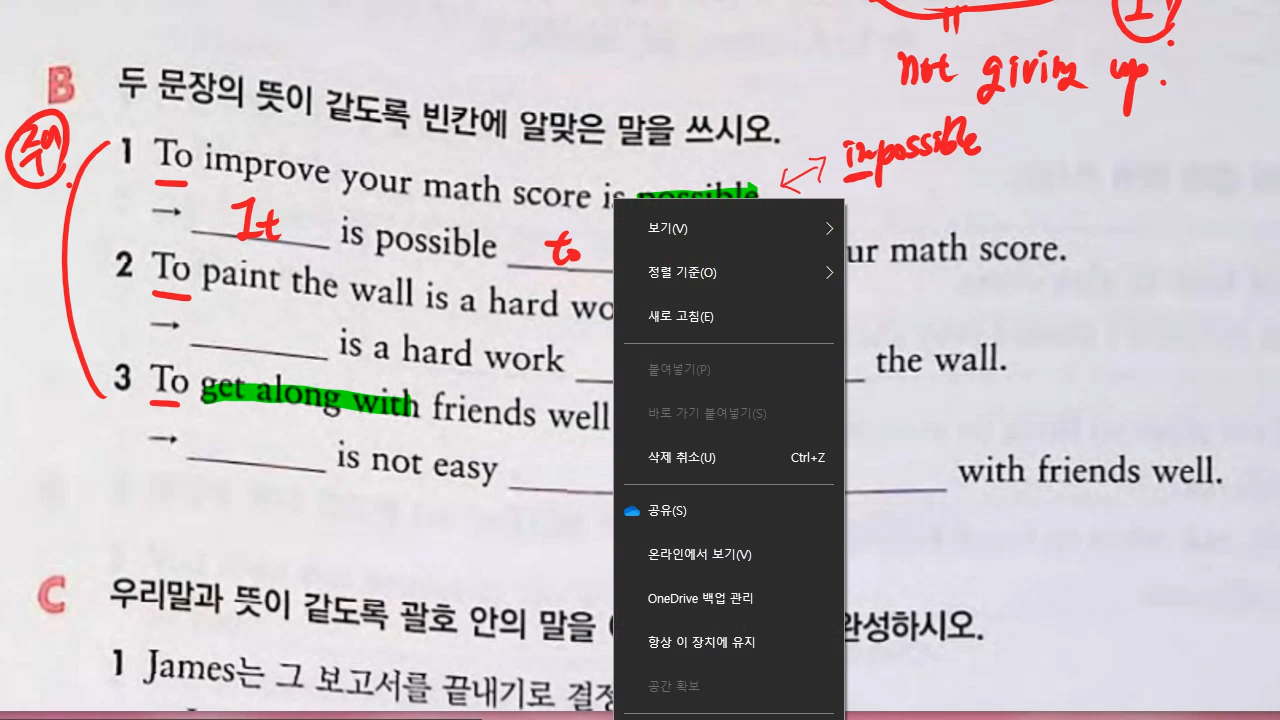 1!
not giving up.
B 두 문장의 뜻이 같도록 빈칸에 알맞은 말을 쓰시오.
주어.
impossible
1 To improve your math score is possible
→ It is possible to ur math score.
2 To paint the wall is a hard wo
→ is a hard work the wall.
3 To get along with friends well
→ is not easy with friends well.
C 우리말과 뜻이 같도록 괄호 안의 말을 완성하시오.
1 James는 그 보고서를 끝내기로 결정
보기(V)
정렬 기준(O)
새로 고침(E)
붙여넣기(P)
바로 가기 붙여넣기(S)
삭제 취소(U) Ctrl+Z
공유(S)
온라인에서 보기(V)
OneDrive 백업 관리
항상 이 장치에 유지
공간 확보